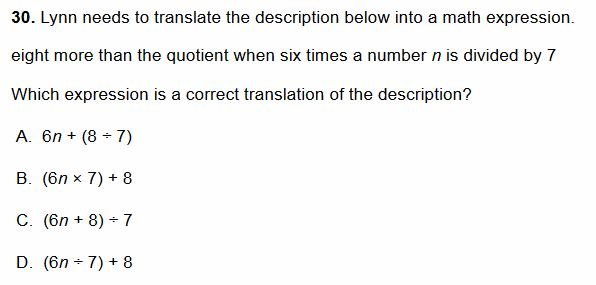 30. Lynn needs to translate the description below into a math expression.
eight more than the quotient when six times a number n is divided by 7
Which expression is a correct translation of the description?
A. 6n + (8 ÷ 7)
B. (6n × 7) + 8
C. (6n + 8) ÷ 7
D. (6n ÷ 7) + 8